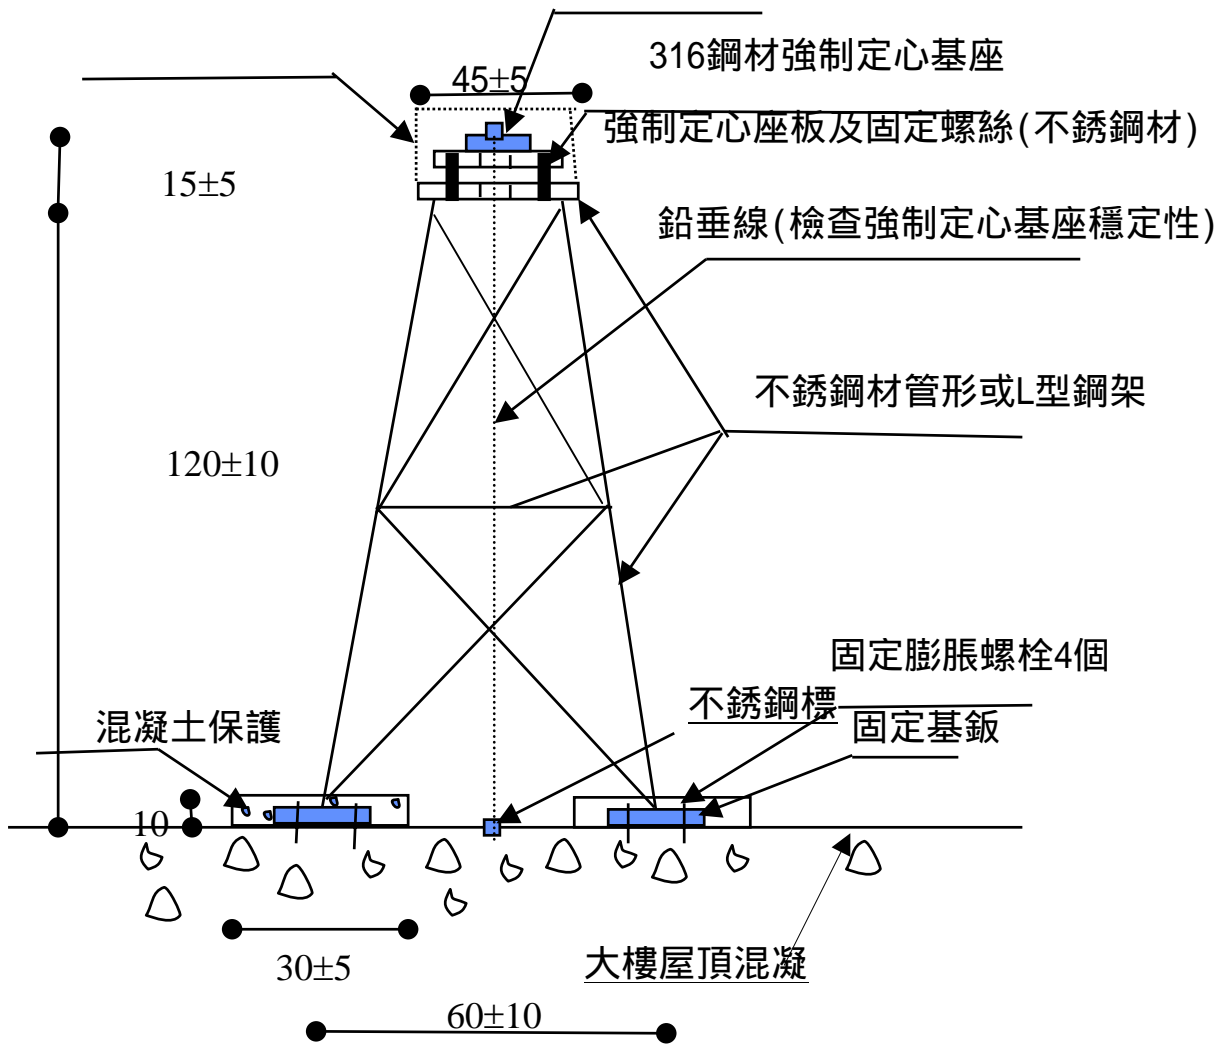 316鋼材強制定心基座
45±5
強制定心座板及固定螺絲(不銹鋼材)
15±5
鉛垂線(檢查強制定心基座穩定性)
不銹鋼材管形或L型鋼架
120±10
固定膨脹螺栓4個
不銹鋼標
混凝土保護
固定基鈑
10
大樓屋頂混凝
30±5
60±10